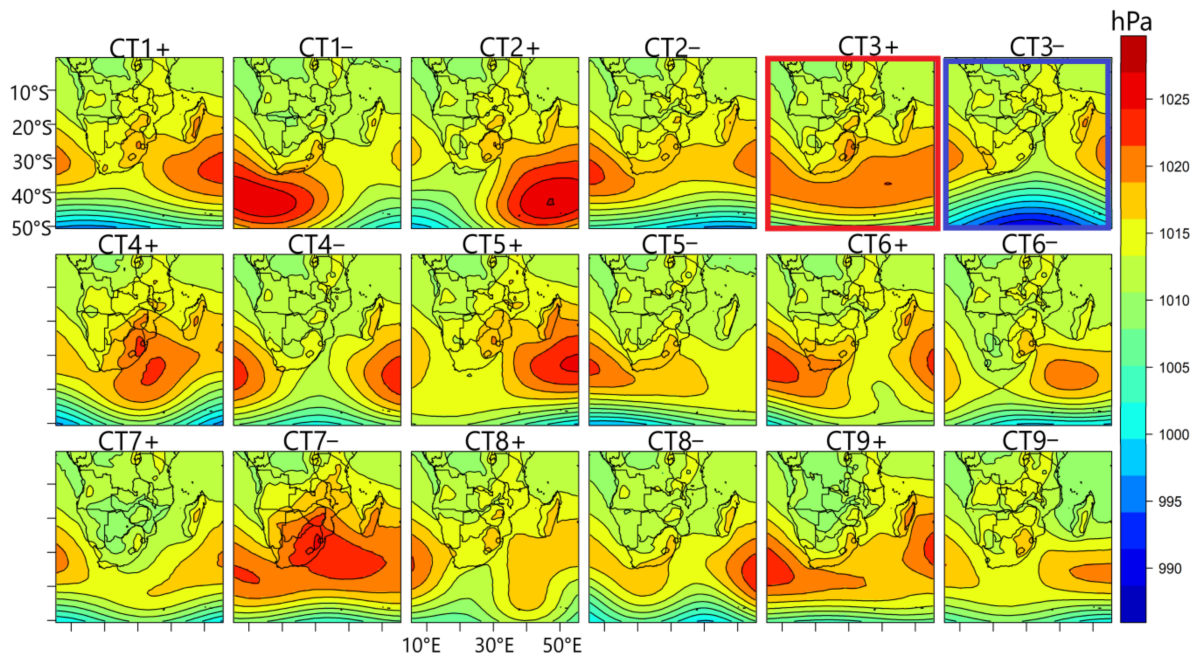 hPa
CT1+ CT1− CT2+ CT2− CT3+ CT3−
10°S
20°S
30°S
40°S
50°S
1025
1020
1015
1010
1005
1000
995
990
CT4+ CT4− CT5+ CT5− CT6+ CT6−
CT7+ CT7− CT8+ CT8− CT9+ CT9−
10°E 30°E 50°E